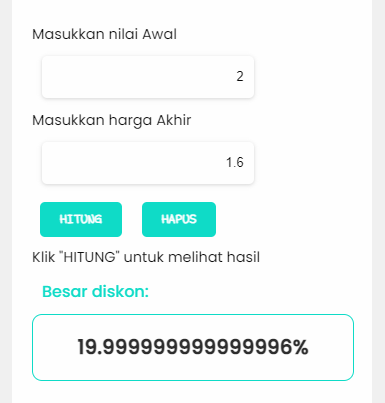 Masukkan nilai Awal
2
Masukkan harga Akhir
1.6
HITUNG HAPUS
Klik "HITUNG" untuk melihat hasil
Besar diskon:
19.999999999999996%